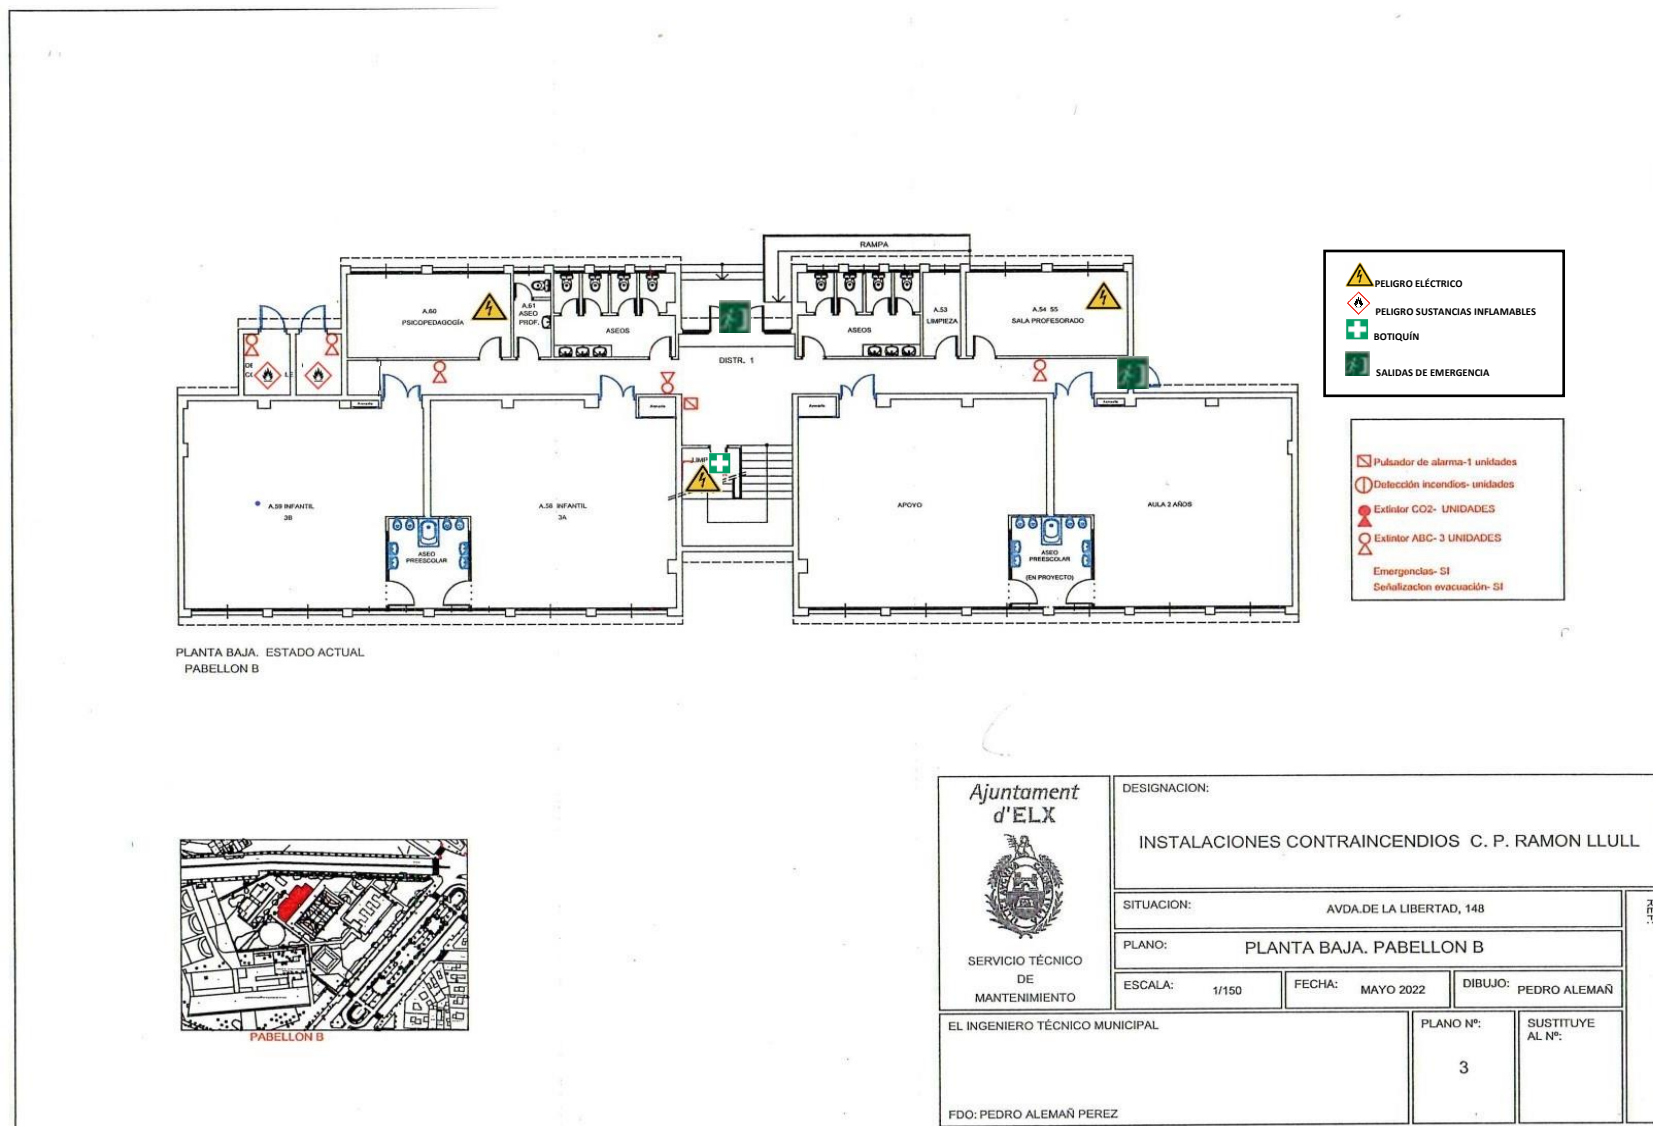 RAMPA
A.60
PSICOPEDAGOGÍA
A.61
ASEO
PROF.
ASEOS
DISTR. 1
ASEOS
A.53
LIMPIEZA
A.54 55
SALA PROFESORADO
A.59 INFANTIL
3B
ASEO
PREESCOLAR
A.58 INFANTIL
3A
LIMP
APOYO
ASEO
PREESCOLAR
(EN PROYECTO)
AULA 2 AÑOS
PELIGRO ELÉCTRICO
PELIGRO SUSTANCIAS INFLAMABLES
BOTIQUÍN
SALIDAS DE EMERGENCIA
Pulsador de alarma-1 unidades
Detección incendios- unidades
Extintor CO2- UNIDADES
Extintor ABC- 3 UNIDADES
Emergencias- SI
Señalizacion evacuación- SI
PLANTA BAJA. ESTADO ACTUAL
PABELLON B
PABELLON B
Ajuntament
d'ELX
SERVICIO TÉCNICO
DE
MANTENIMIENTO
DESIGNACION:
INSTALACIONES CONTRAINCENDIOS C. P. RAMON LLULL
SITUACION: AVDA.DE LA LIBERTAD, 148
REF:
PLANO: PLANTA BAJA. PABELLON B
ESCALA: 1/150
FECHA: MAYO 2022
DIBUJO: PEDRO ALEMAÑ
EL INGENIERO TÉCNICO MUNICIPAL
FDO: PEDRO ALEMAÑ PEREZ
PLANO Nº:
3
SUSTITUYE
AL Nº: